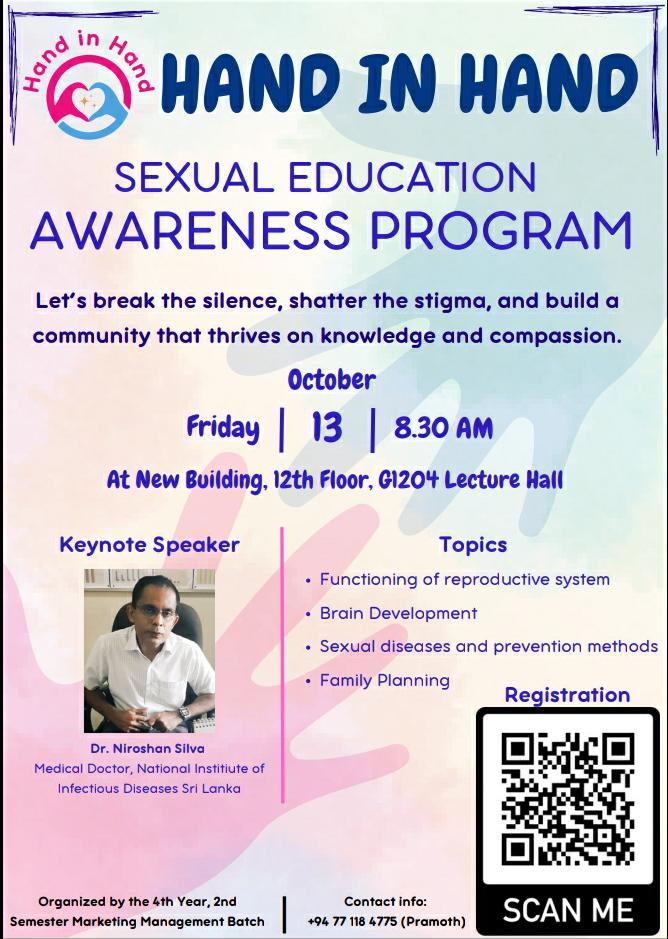 Hand in Hand
HAND IN HAND
SEXUAL EDUCATION
AWARENESS PROGRAM
Let's break the silence, shatter the stigma, and build a
community that thrives on knowledge and compassion.
October
Friday | 13 | 8.30 AM
At New Building, 12th Floor, G1204 Lecture Hall
Keynote Speaker
Dr. Niroshan Silva
Medical Doctor, National Institiute of
Infectious Diseases Sri Lanka
Topics
• Functioning of reproductive system
• Brain Development
• Sexual diseases and prevention methods
• Family Planning
Registration
SCAN ME
Organized by the 4th Year, 2nd
Semester Marketing Management Batch
Contact info:
+94 77 118 4775 (Pramoth)